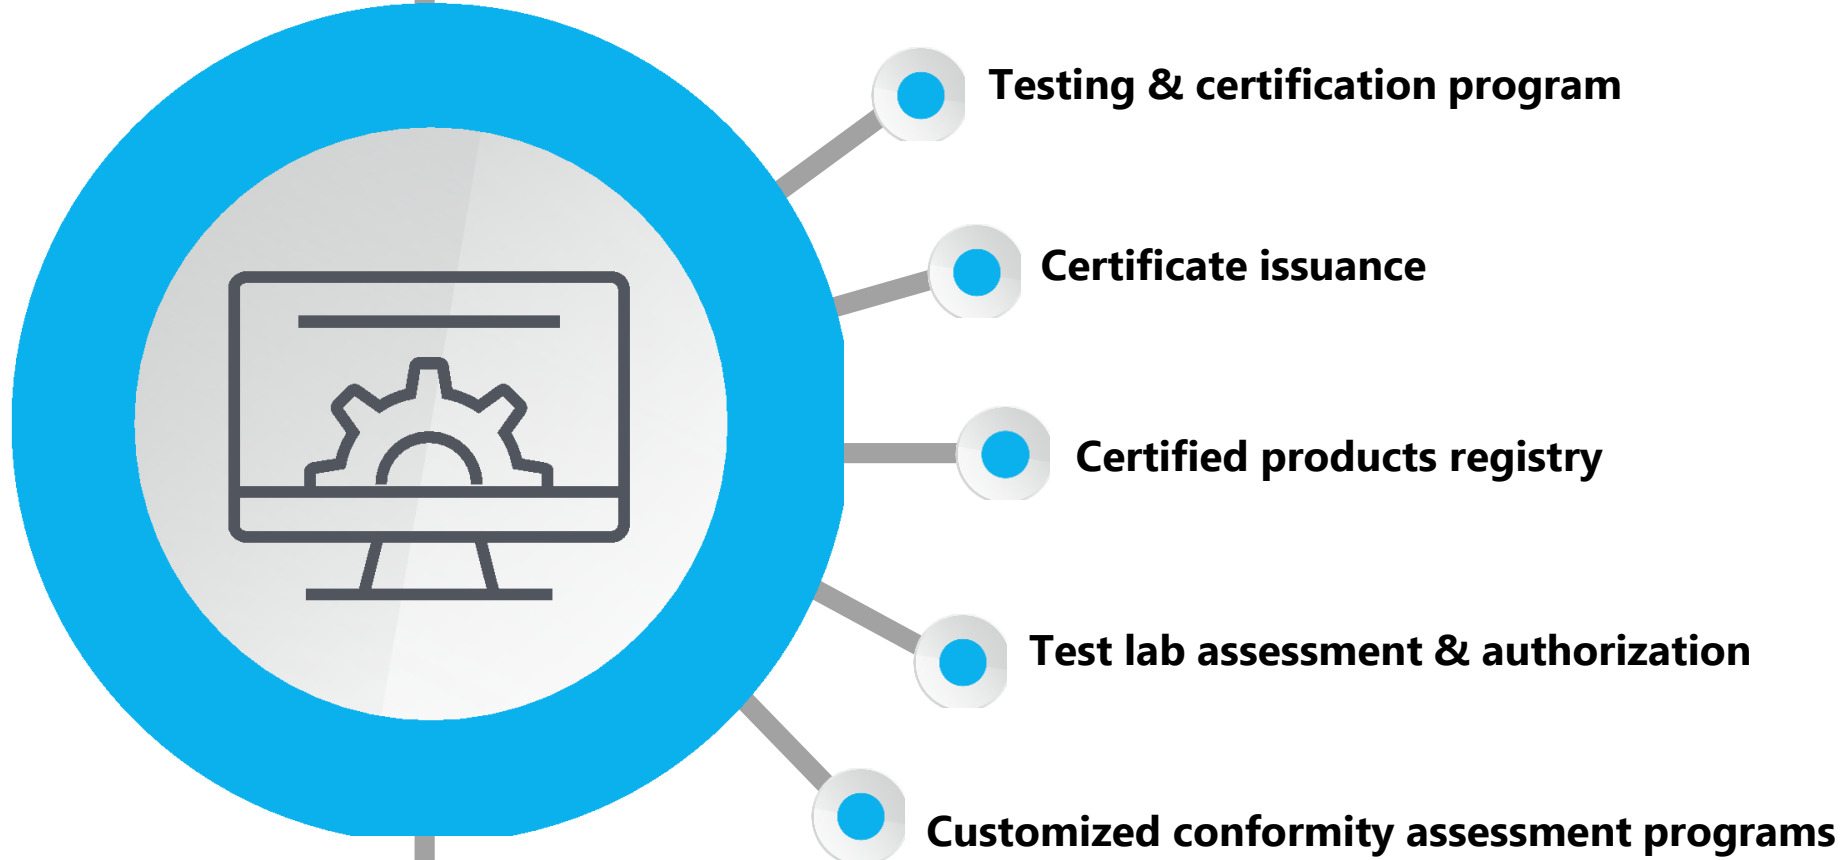 Testing & certification program
Certificate issuance
Certified products registry
Test lab assessment & authorization
Customized conformity assessment programs